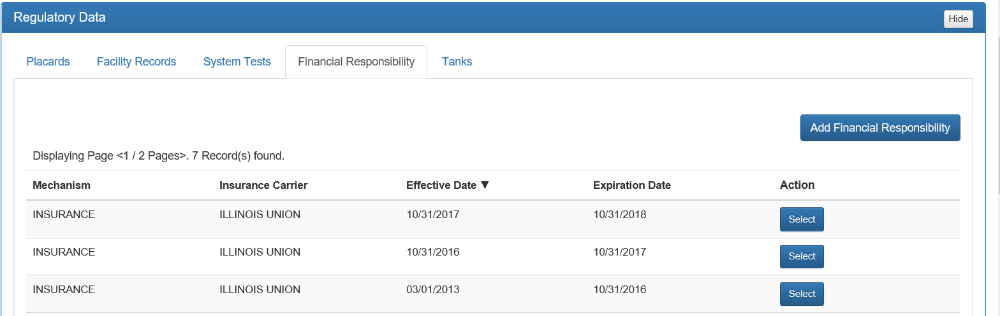 Regulatory Data
Hide
Placards Facility Records System Tests Financial Responsibility Tanks
Add Financial Responsibility
Displaying Page <1 / 2 Pages>. 7 Record(s) found.
Mechanism Insurance Carrier Effective Date ▼ Expiration Date Action
INSURANCE ILLINOIS UNION 10/31/2017 10/31/2018 Select
INSURANCE ILLINOIS UNION 10/31/2016 10/31/2017 Select
INSURANCE ILLINOIS UNION 03/01/2013 10/31/2016 Select